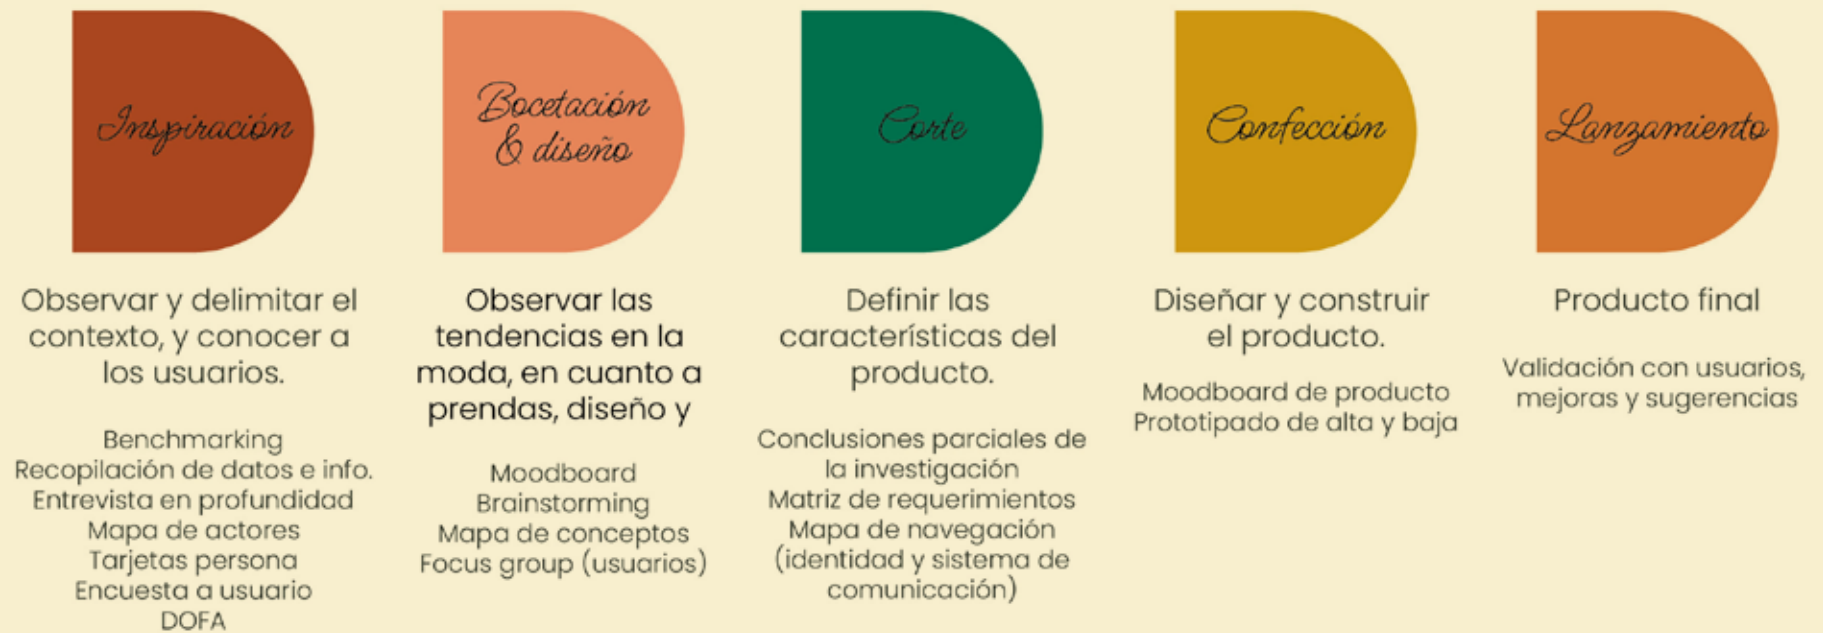 Inspiración
Observar y delimitar el
contexto, y conocer a
los usuarios.
Benchmarking
Recopilación de datos e info.
Entrevista en profundidad
Mapa de actores
Tarjetas persona
Encuesta a usuario
DOFA
Bocetación
& diseño
Observar las
tendencias en la
moda, en cuanto a
prendas, diseño y
Moodboard
Brainstorming
Mapa de conceptos
Focus group (usuarios)
Corte
Definir las
características del
producto.
Conclusiones parciales de
la investigación
Matriz de requerimientos
Mapa de navegación
(identidad y sistema de
comunicación)
Confección
Diseñar y construir
el producto.
Moodboard de producto
Prototipado de alta y baja
Lanzamiento
Producto final
Validación con usuarios,
mejoras y sugerencias